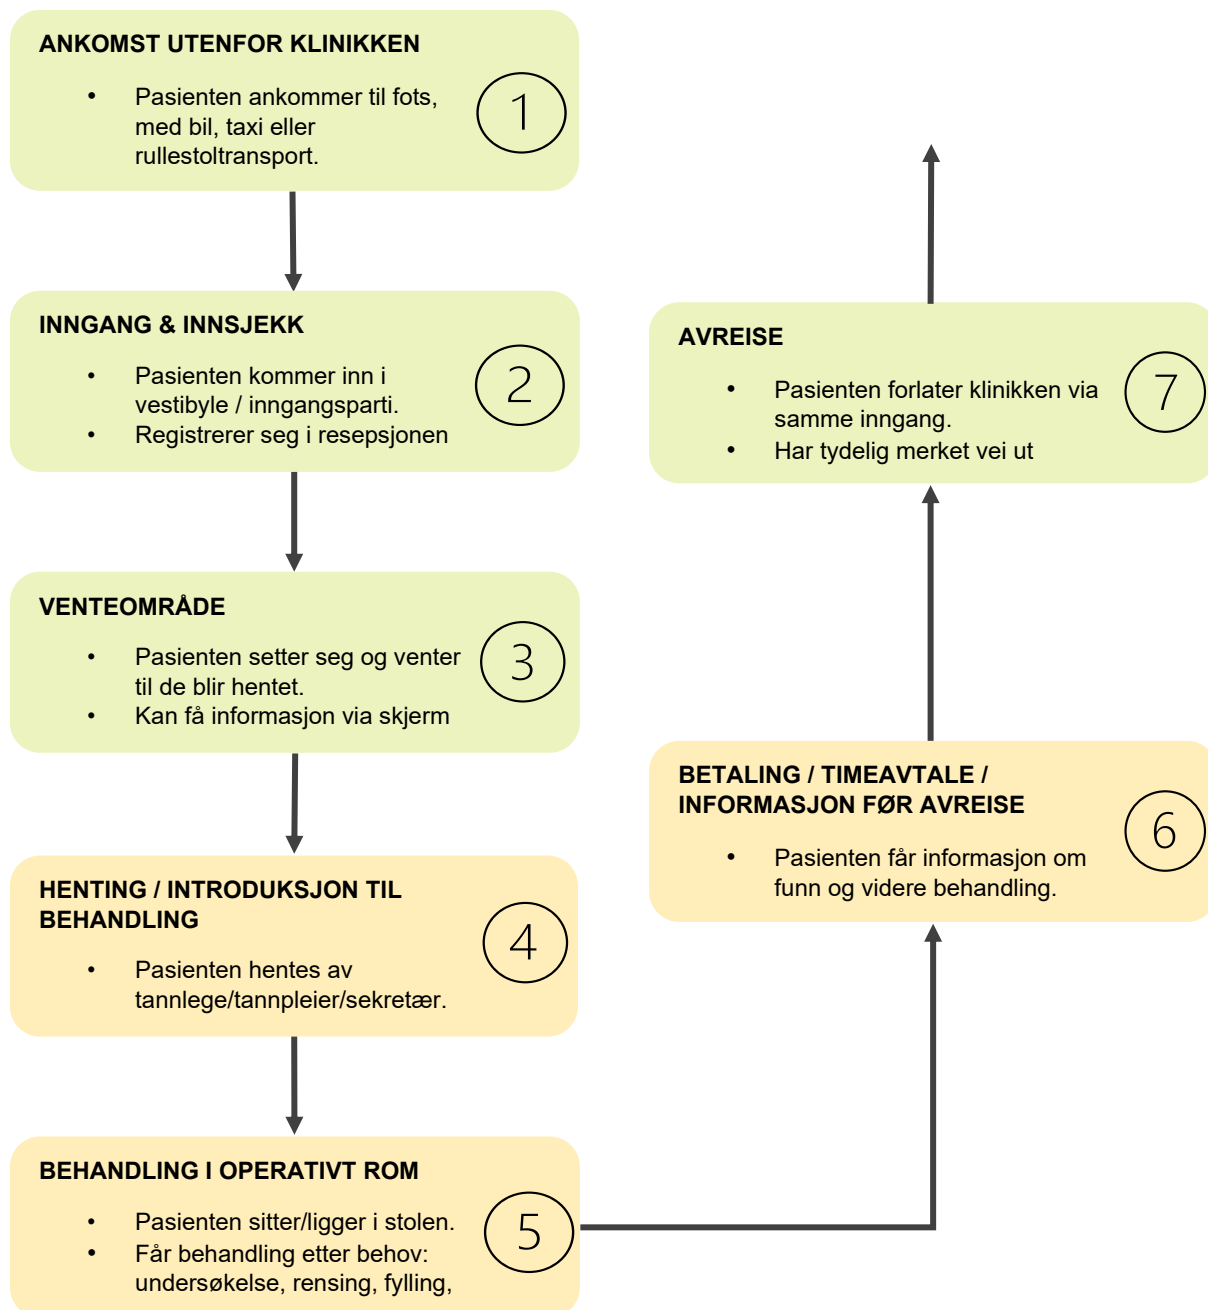 ANKOMST UTENFOR KLINIKKEN
• Pasienten ankommer til fots,
med bil, taxi eller
rullestoltransport.
1
INNGANG & INNSJEKK
• Pasienten kommer inn i
vestibyle / inngangsparti.
• Registrerer seg i resepsjonen
2
VENTEOMRÅDE
• Pasienten setter seg og venter
til de blir hentet.
• Kan få informasjon via skjerm
3
HENTING / INTRODUKSJON TIL
BEHANDLING
• Pasienten hentes av
tannlege/tannpleier/sekretær.
4
BEHANDLING I OPERATIVT ROM
• Pasienten sitter/ligger i stolen.
• Får behandling etter behov:
undersøkelse, rensing, fylling,
5
BETALING / TIMEAVTALE /
INFORMASJON FØR AVREISE
• Pasienten får informasjon om
funn og videre behandling.
6
AVREISE
• Pasienten forlater klinikken via
samme inngang.
• Har tydelig merket vei ut
7